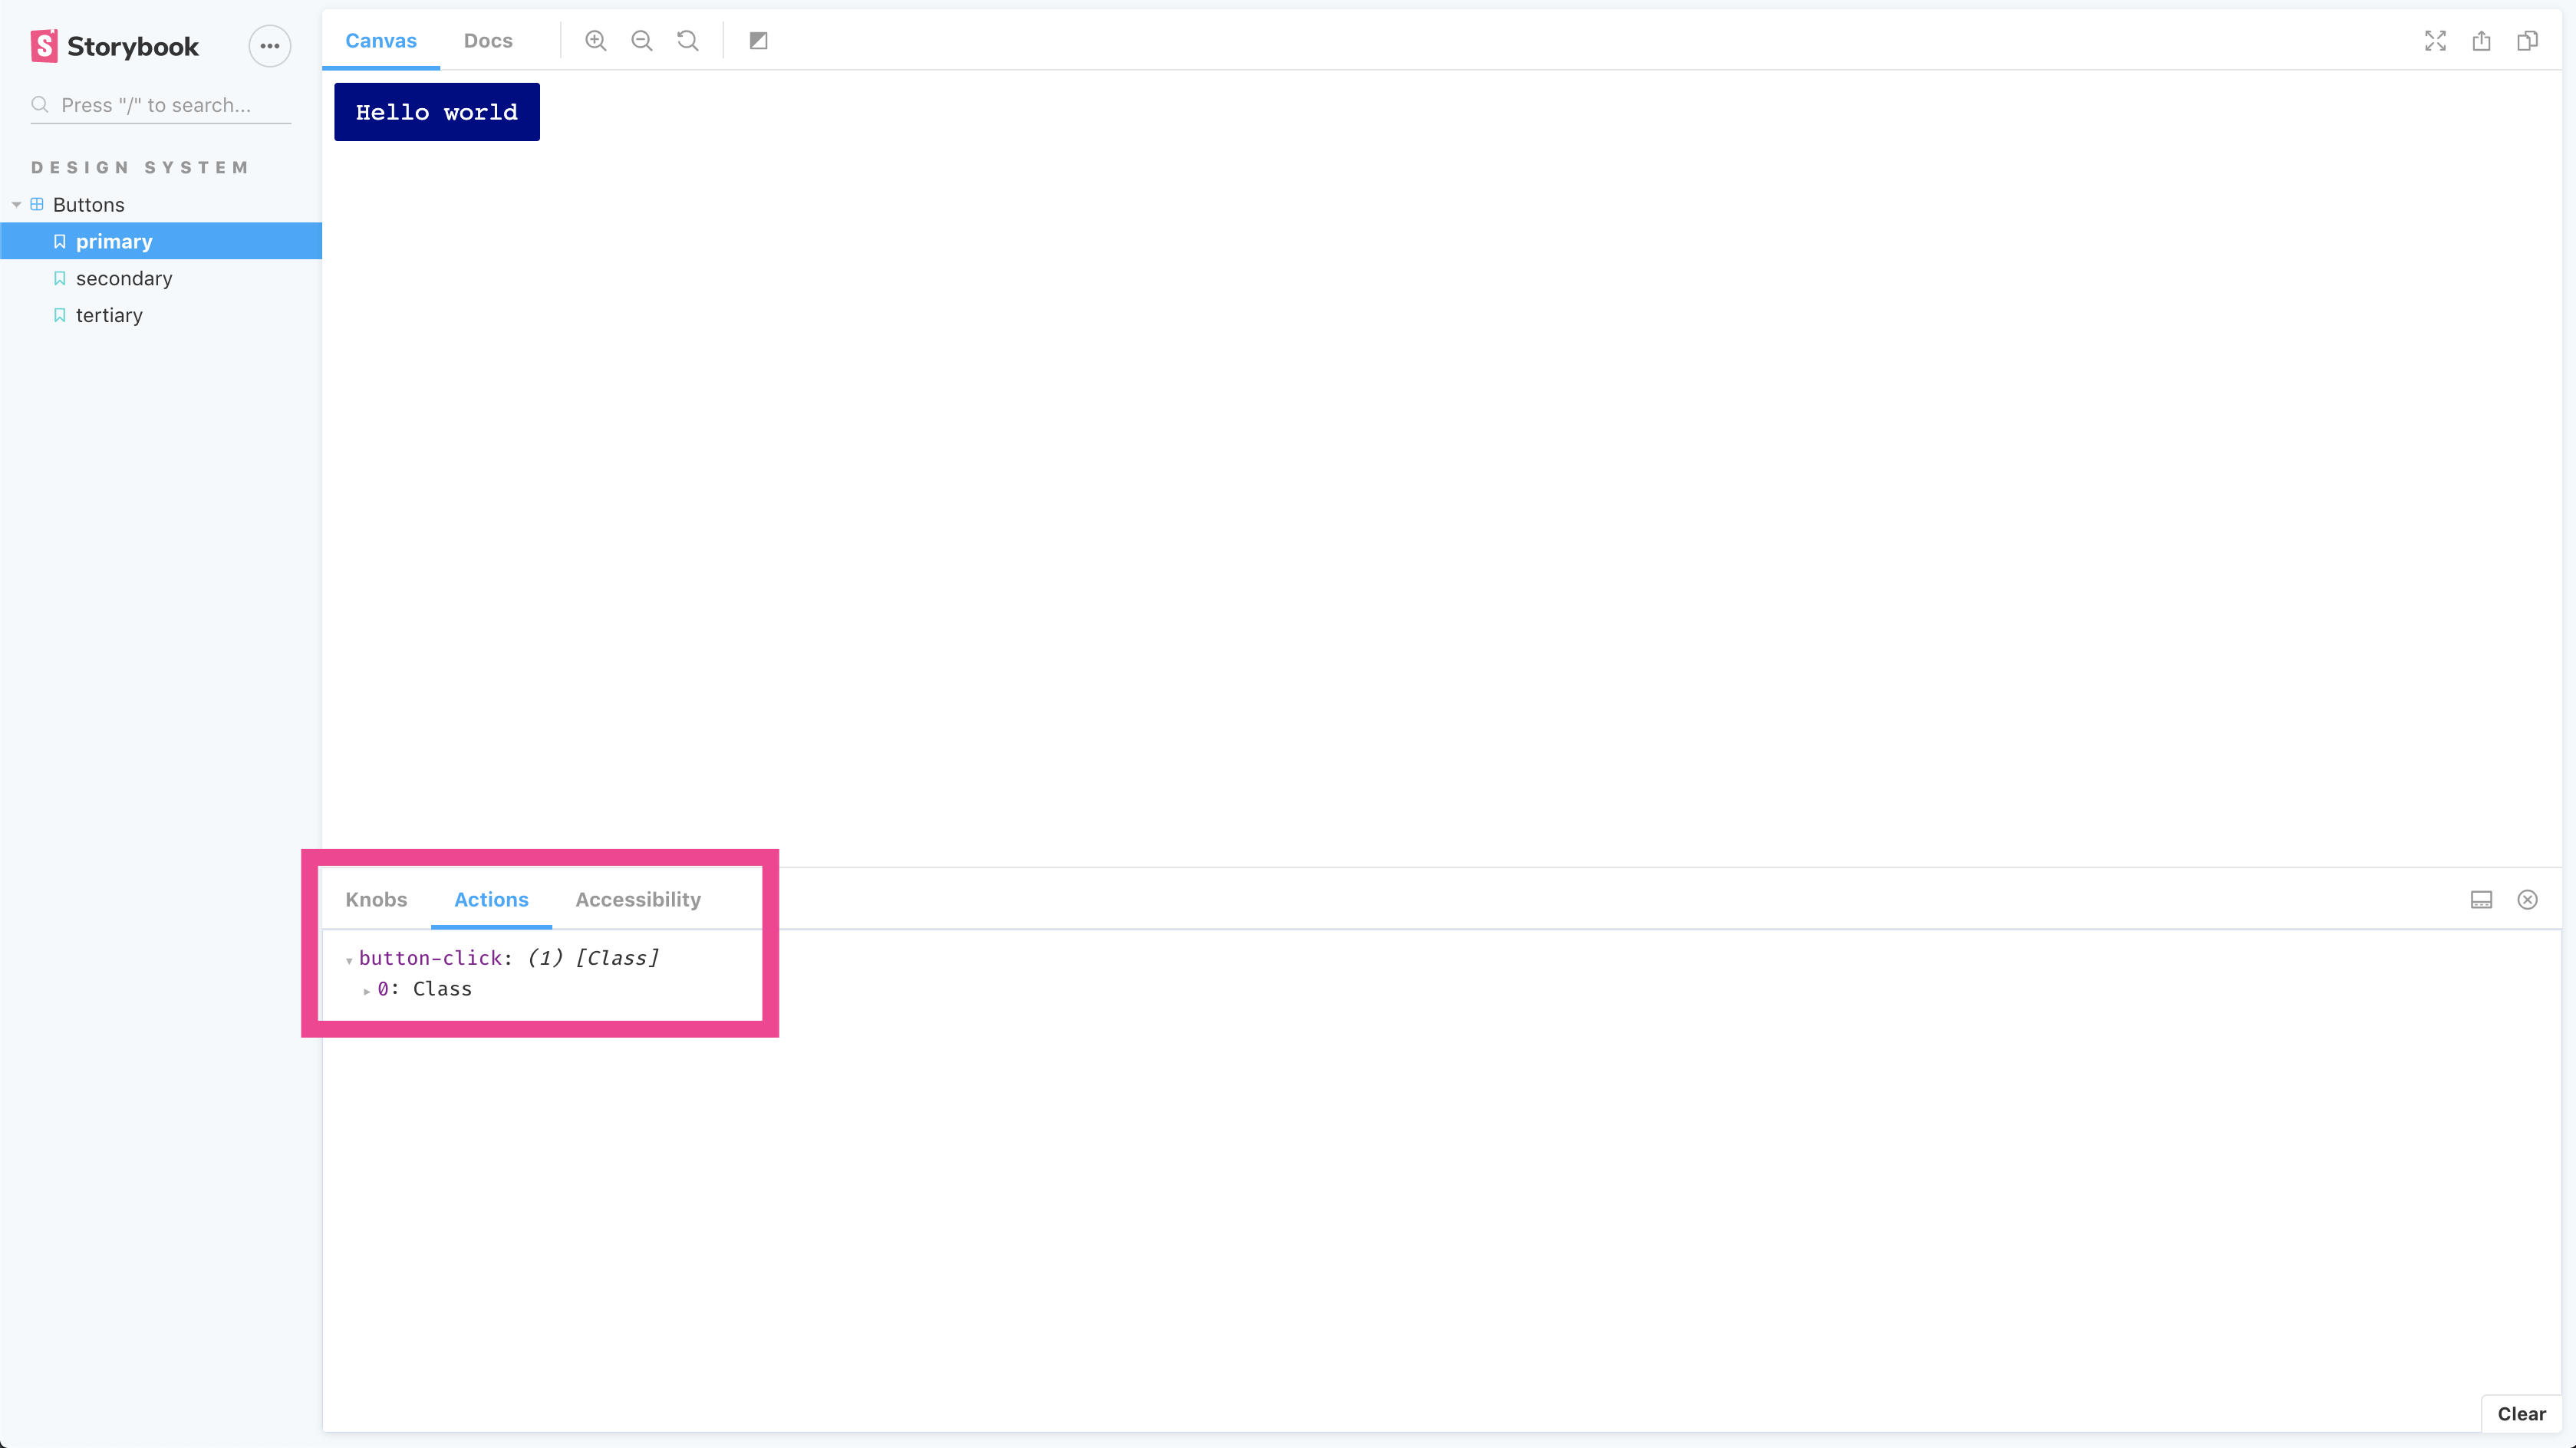 Storybook
Press "/" to search...
DESIGN SYSTEM
Buttons
primary
secondary
tertiary
Canvas Docs
Hello world
Knobs Actions Accessibility
button-click: (1) [Class]
0: Class
Clear